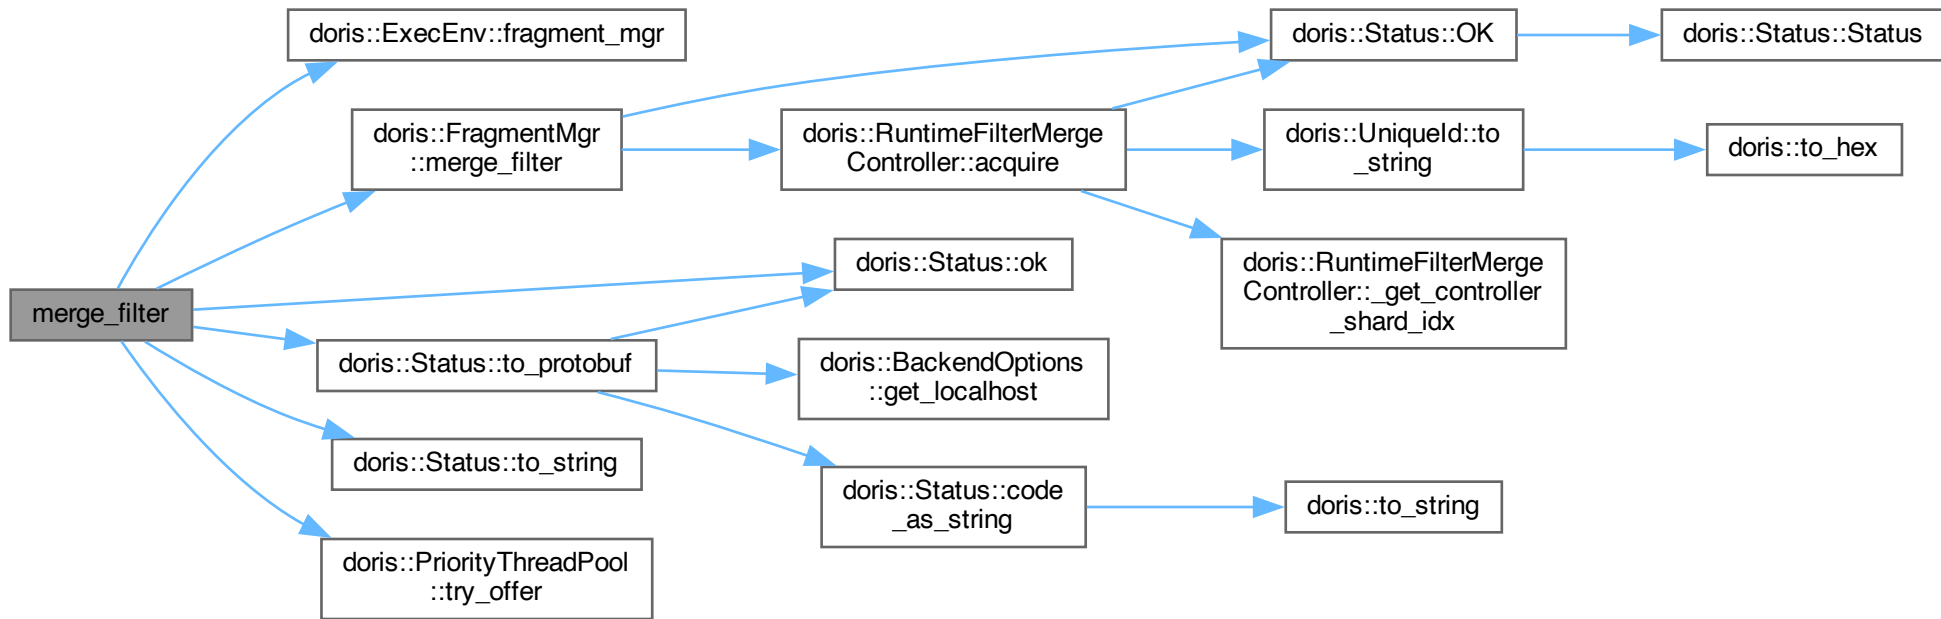 doris::ExecEnv::fragment_mgr
doris::Status::OK
doris::Status::Status
doris::FragmentMgr
::merge_filter
doris::RuntimeFilterMerge
Controller::acquire
doris::UniqueId::to
_string
doris::to_hex
doris::Status::ok
doris::RuntimeFilterMerge
Controller::_get_controller
_shard_idx
merge_filter
doris::Status::to_protobuf
doris::BackendOptions
::get_localhost
doris::Status::to_string
doris::Status::code
_as_string
doris::to_string
doris::PriorityThreadPool
::try_offer